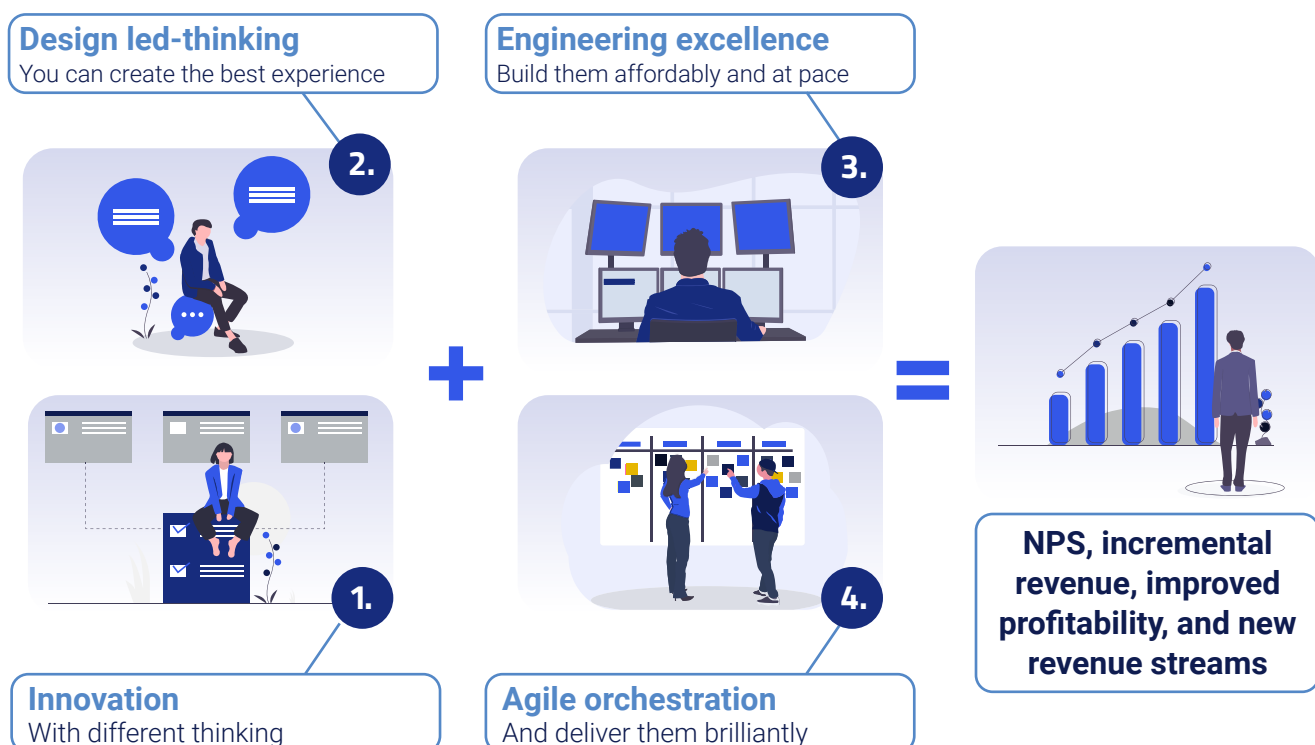 Design led-thinking
You can create the best experience
2.
Engineering excellence
Build them affordably and at pace
3.
+
=
1.
Innovation
With different thinking
4.
Agile orchestration
And deliver them brilliantly
NPS, incremental
revenue, improved
profitability, and new
revenue streams